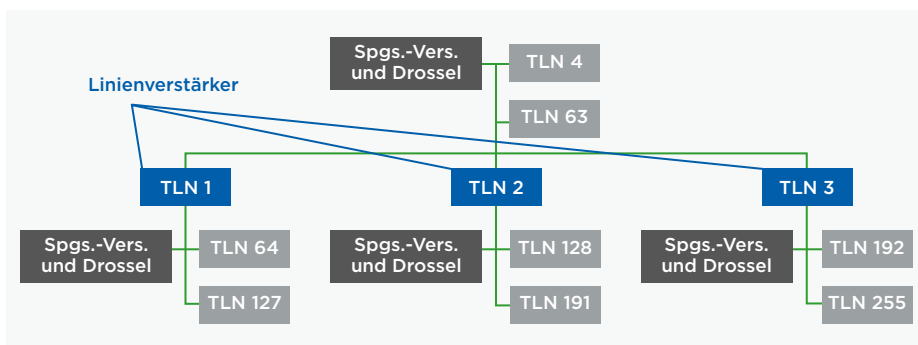 Spgs.-Vers.
und Drossel
TLN 4
Linienverstärker
TLN 63
TLN 1
TLN 2
TLN 3
Spgs.-Vers.
und Drossel
TLN 64
Spgs.-Vers.
und Drossel
TLN 128
Spgs.-Vers.
und Drossel
TLN 192
TLN 127
TLN 191
TLN 255